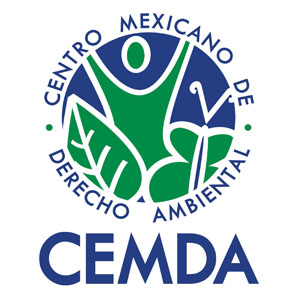 CENTRO MEXICANO DE
DERECHO AMBIENTAL
CEMDA